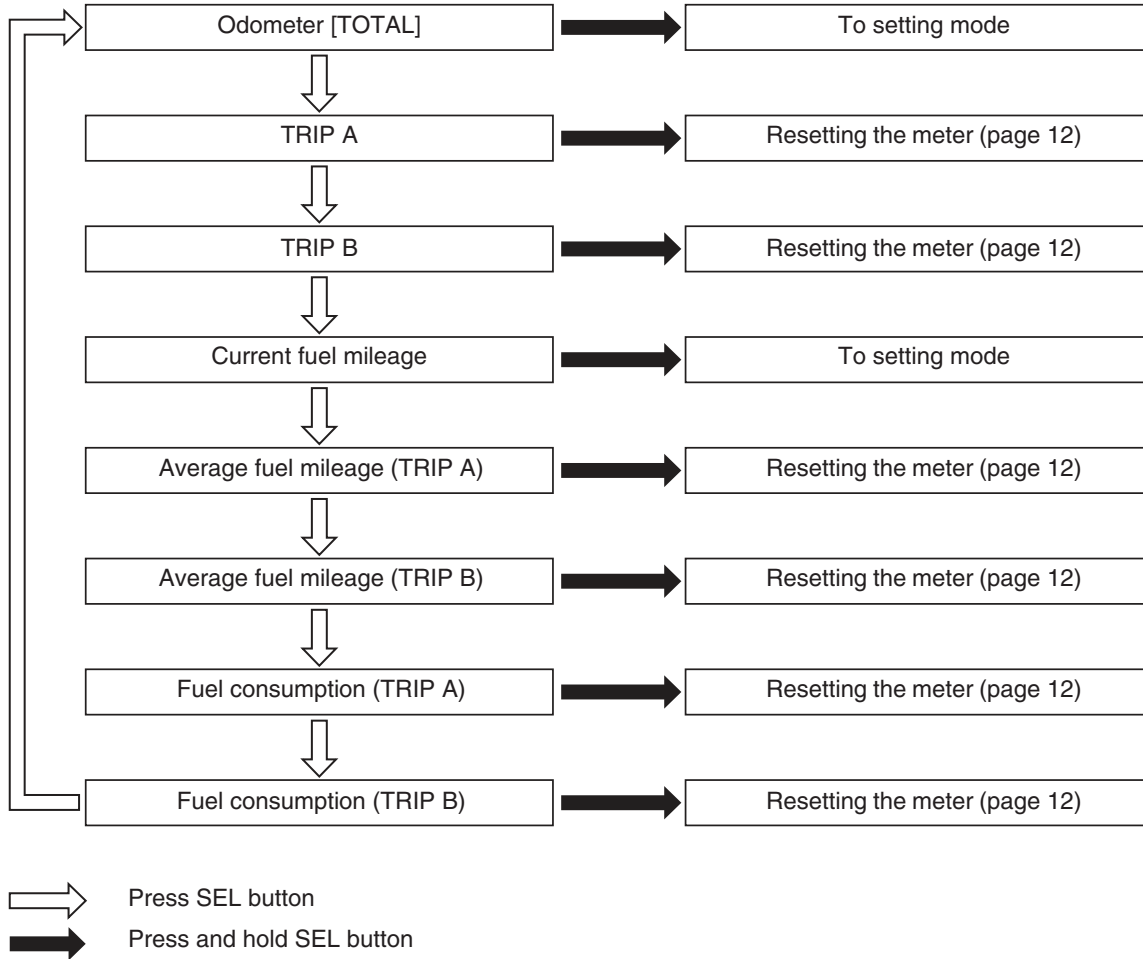 Odometer [TOTAL]
To setting mode
TRIP A
Resetting the meter (page 12)
TRIP B
Resetting the meter (page 12)
Current fuel mileage
To setting mode
Average fuel mileage (TRIP A)
Resetting the meter (page 12)
Average fuel mileage (TRIP B)
Resetting the meter (page 12)
Fuel consumption (TRIP A)
Resetting the meter (page 12)
Fuel consumption (TRIP B)
Resetting the meter (page 12)
Press SEL button
Press and hold SEL button